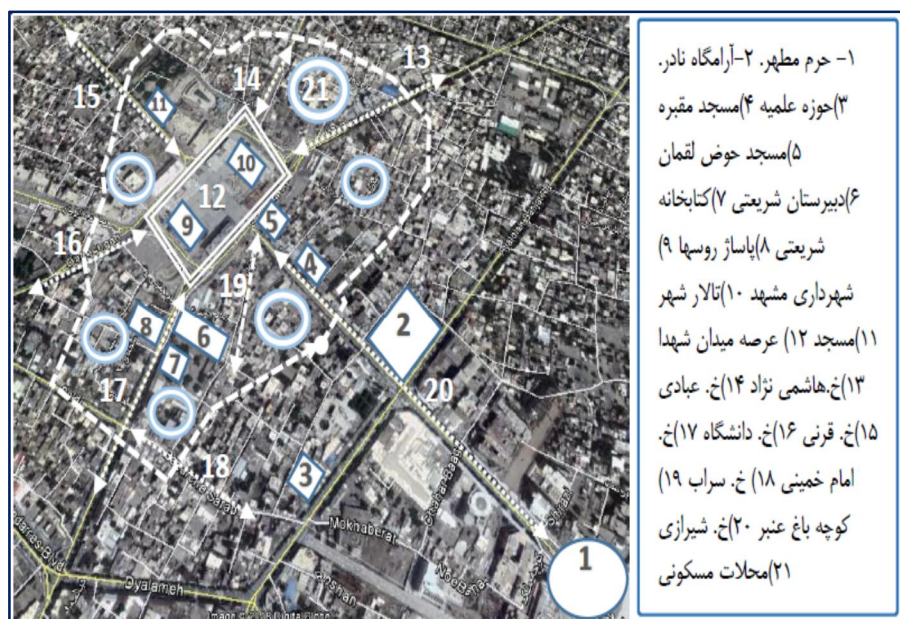 13
14
21
15
11
10
12
9
5
16
4
19
8
6
2
7
17
20
18
3
Mokhaberat
Dyalameh
1
۱- حرم مطهر. ۲-آرامگاه نادر.
۳)حوزه علمیه ۴)مسجد مقبره
۵)مسجد حوض لقمان
۶)دبیرستان شریعتی ۷)کتابخانه
شریعتی ۸)پاساژ روسها ۹)
شهرداری مشهد ۱۰)تالار شهر
۱۱)مسجد ۱۲) عرصه میدان شهدا
۱۳)خ.هاشمی نژاد ۱۴)خ. عبادی
۱۵)خ. قرنی ۱۶)خ. دانشگاه ۱۷)خ.
امام خمینی ۱۸) خ. سراب ۱۹)
کوچه باغ عنبر ۲۰)خ. شیرازی
۲۱)محلات مسکونی